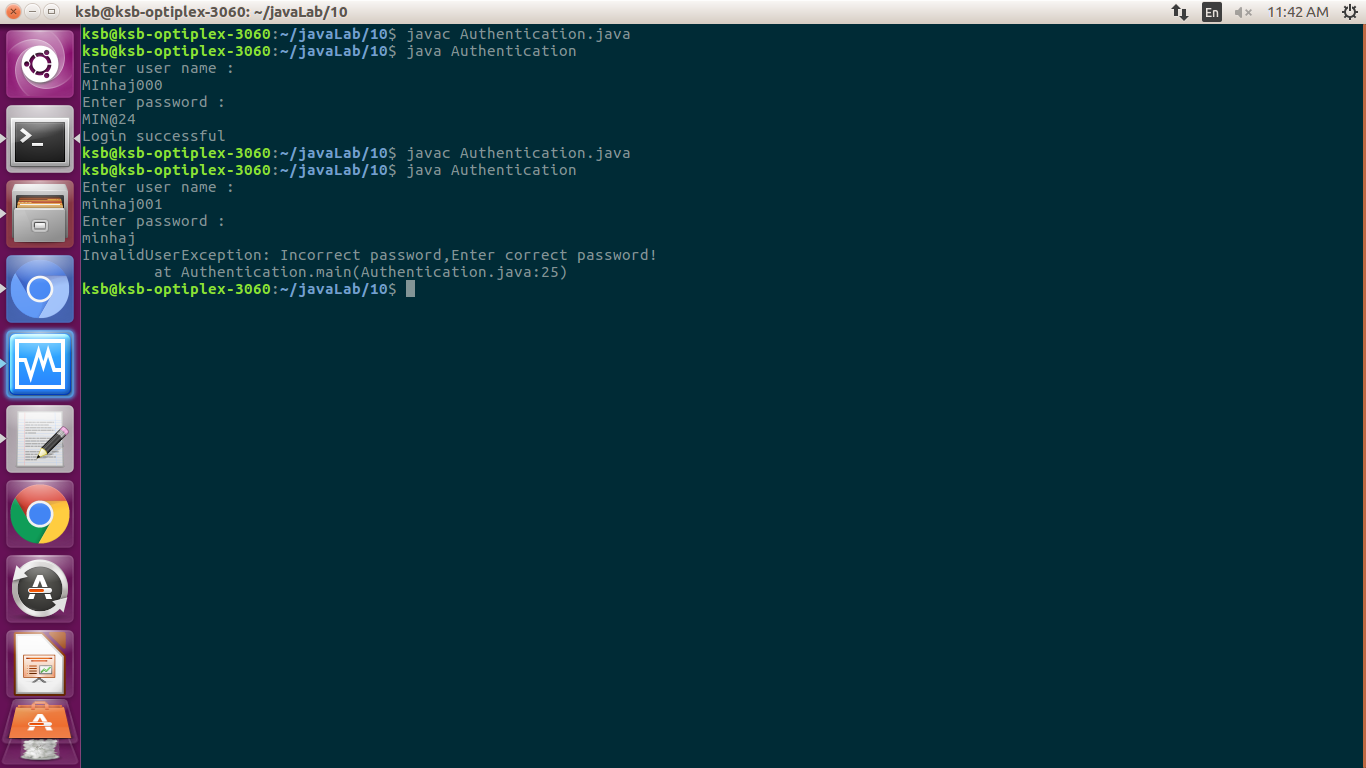 ksb@ksb-optiplex-3060: ~/javaLab/10
En
11:42 AM
ksb@ksb-optiplex-3060:~/javaLab/10$ javac Authentication.java
ksb@ksb-optiplex-3060:~/javaLab/10$ java Authentication
Enter user name :
MInhaj000
Enter password :
MIN@24
Login successful
ksb@ksb-optiplex-3060:~/javaLab/10$ javac Authentication.java
ksb@ksb-optiplex-3060:~/javaLab/10$ java Authentication
Enter user name :
minhaj001
Enter password :
minhaj
InvalidUserException: Incorrect password,Enter correct password!
        at Authentication.main(Authentication.java:25)
ksb@ksb-optiplex-3060:~/javaLab/10$